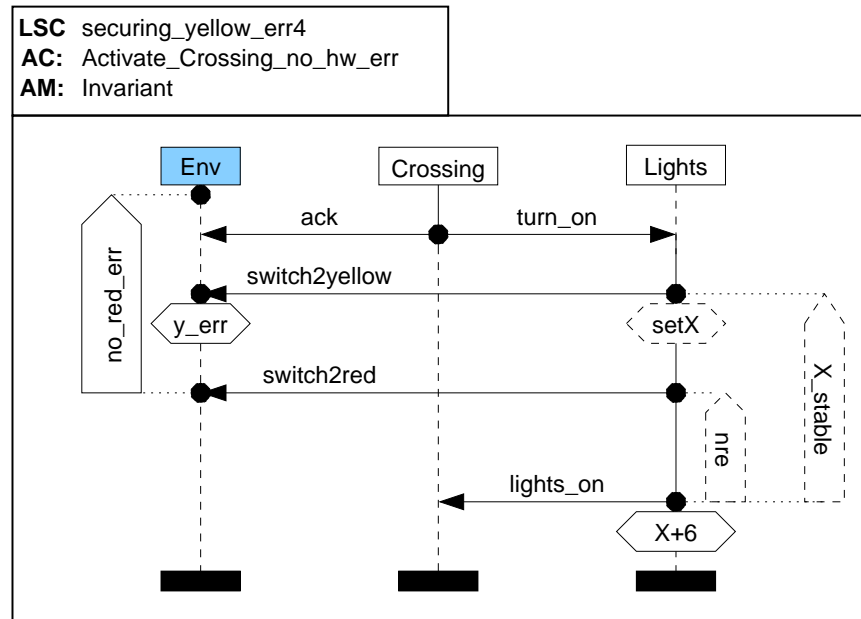 LSC securing_yellow_err4
AC: Activate_Crossing_no_hw_err
AM: Invariant
Env
Crossing
Lights
ack
turn_on
no_red_err
switch2yellow
y_err
setX
X_stable
switch2red
nre
lights_on
X+6